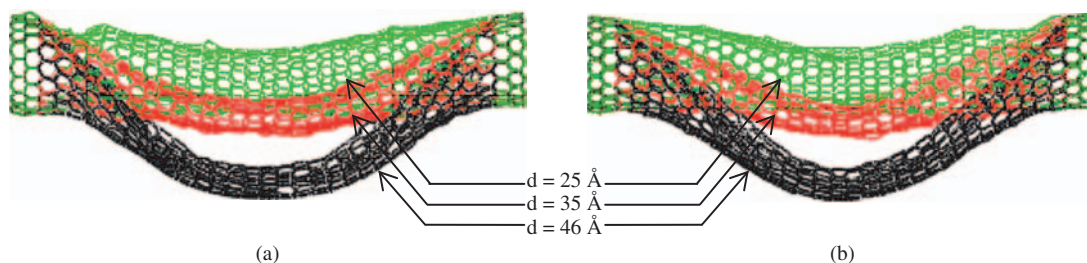 d = 25 Å
d = 35 Å
d = 46 Å
(a)
(b)